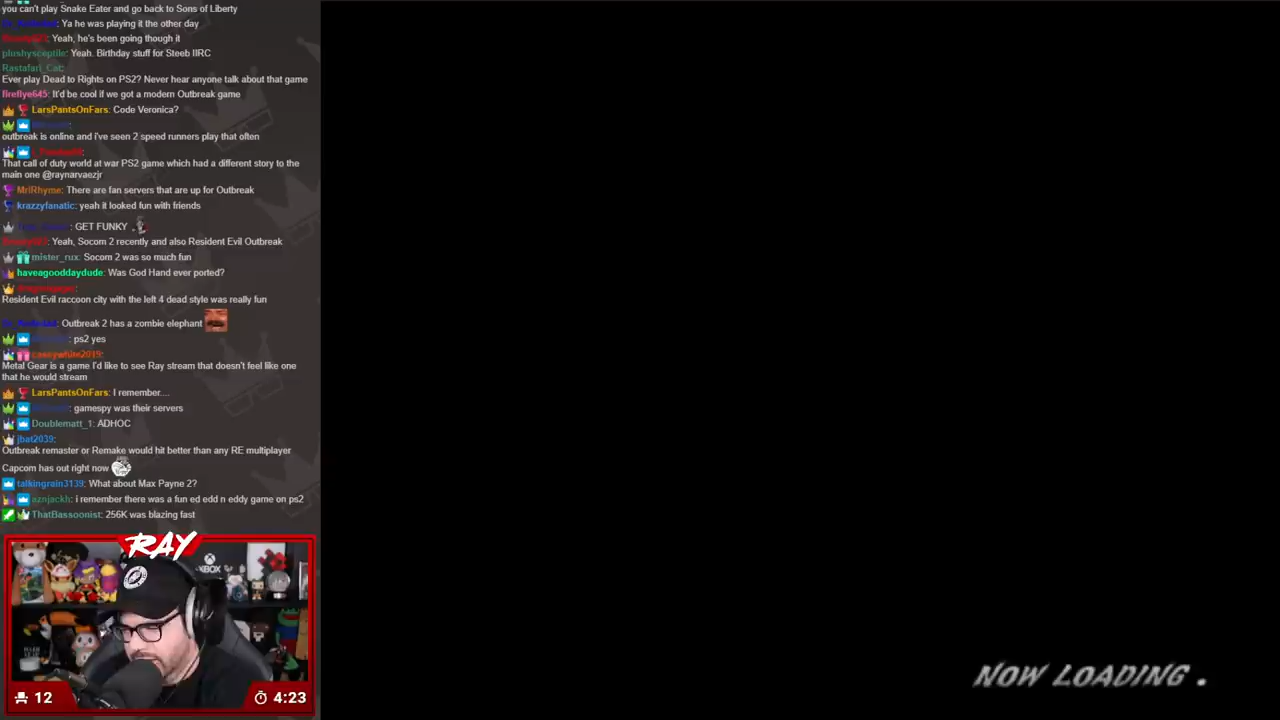 you can't play Snake Eater and go back to Sons of Liberty
Ya he was playing it the other day
Yeah, he's been going though it
plushysceptile: Yeah. Birthday stuff for Steeb IIRC
Rastafari_Cat:
Ever play Dead to Rights on PS2? Never hear anyone talk about that game
fireflye645: It'd be cool if we got a modern Outbreak game
LarsPantsOnFars: Code Veronica?
outbreak is online and i've seen 2 speed runners play that often
That call of duty world at war PS2 game which had a different story to the
main one @raynarvaezjr
MriRhyme: There are fan servers that are up for Outbreak
krazzyfanatic: yeah it looked fun with friends
: GET FUNKY
Yeah, Socom 2 recently and also Resident Evil Outbreak
mister_rux: Socom 2 was so much fun
haveagooddaydude: Was God Hand ever ported?
Resident Evil raccoon city with the left 4 dead style was really fun
Outbreak 2 has a zombie elephant
: ps2 yes
caseywhite2019:
Metal Gear is a game I'd like to see Ray stream that doesn't feel like one
that he would stream
LarsPantsOnFars: I remember....
: gamespy was their servers
Doublematt_1: ADHOC
jbat2039:
Outbreak remaster or Remake would hit better than any RE multiplayer
Capcom has out right now
talkingrain3139: What about Max Payne 2?
aznjackh: i remember there was a fun ed edd n eddy game on ps2
ThatBassoonist: 256K was blazing fast
RAY
XBOX
12
4:23
NOW LOADING .